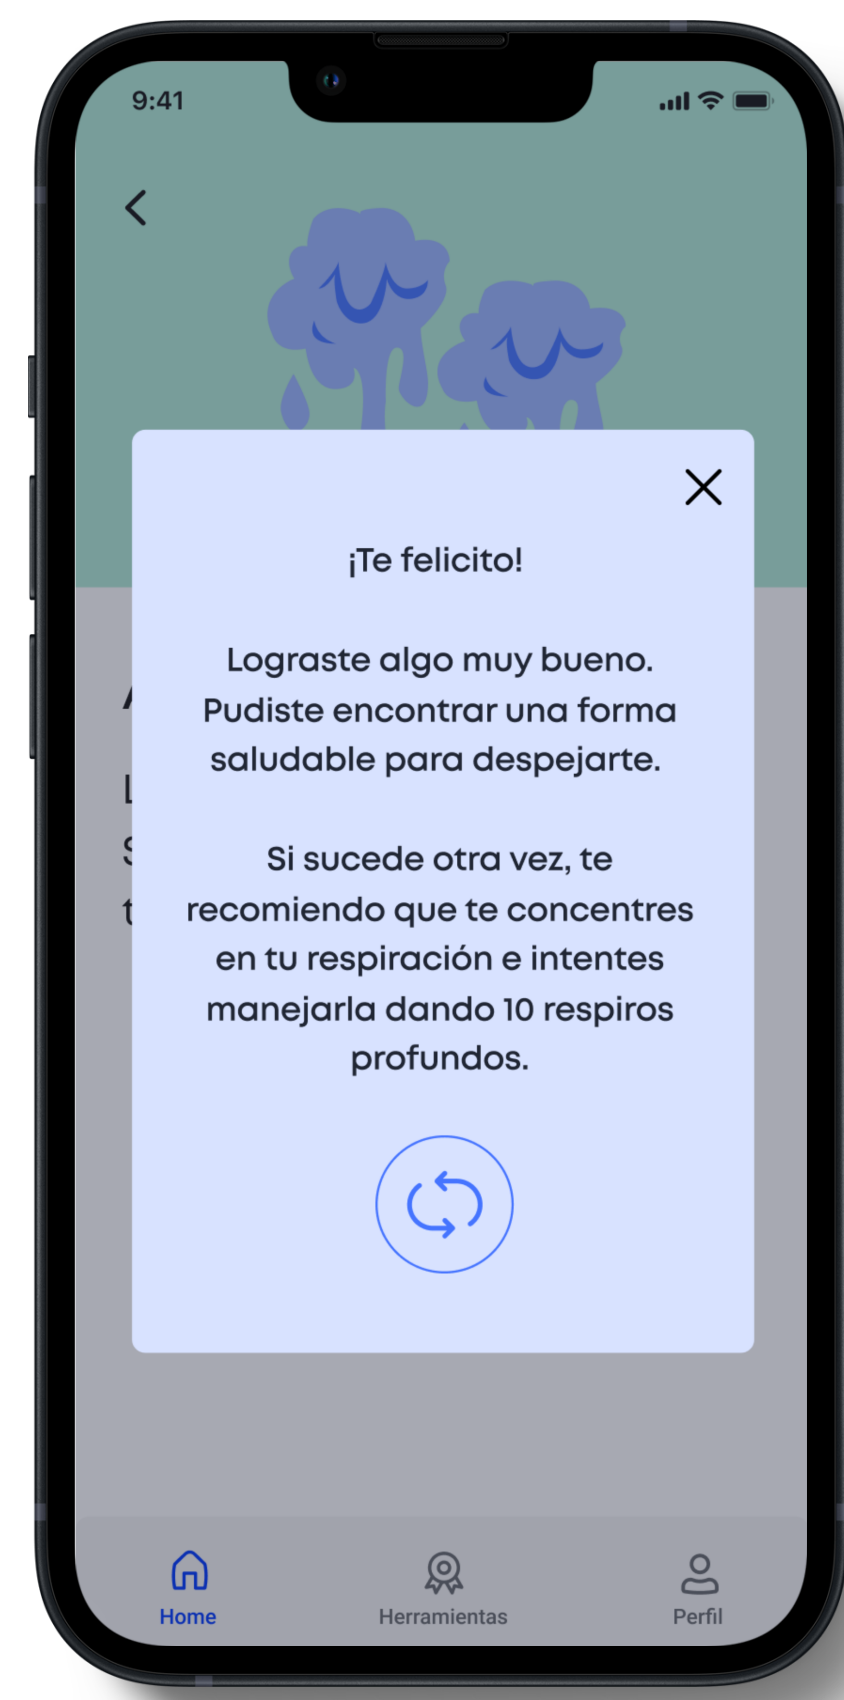 9:41
¡Te felicito!
Lograste algo muy bueno.
Pudiste encontrar una forma
saludable para despejarte.
Si sucede otra vez, te
recomiendo que te concentres
en tu respiración e intentes
manejarla dando 10 respiros
profundos.
Home
Herramientas
Perfil